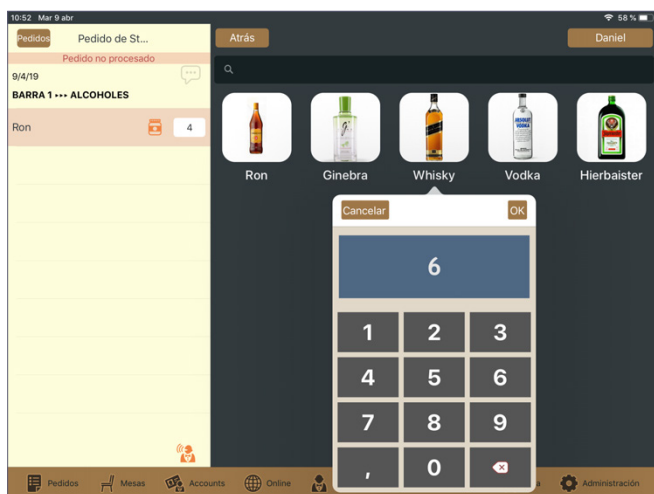 10:52 Mar 9 abr
58 %
Pedidos
Pedido de St...
Atrás
Daniel
Pedido no procesado
9/4/19
BARRA 1 ••• ALCOHOLES
Ron
4
ABSOLUT
VODKA
Ron
Ginebra
Whisky
Vodka
Hierbaister
Cancelar
OK
6
1 2 3
4 5 6
7 8 9
, 0
Pedidos
Mesas
Accounts
Online
a
Administración